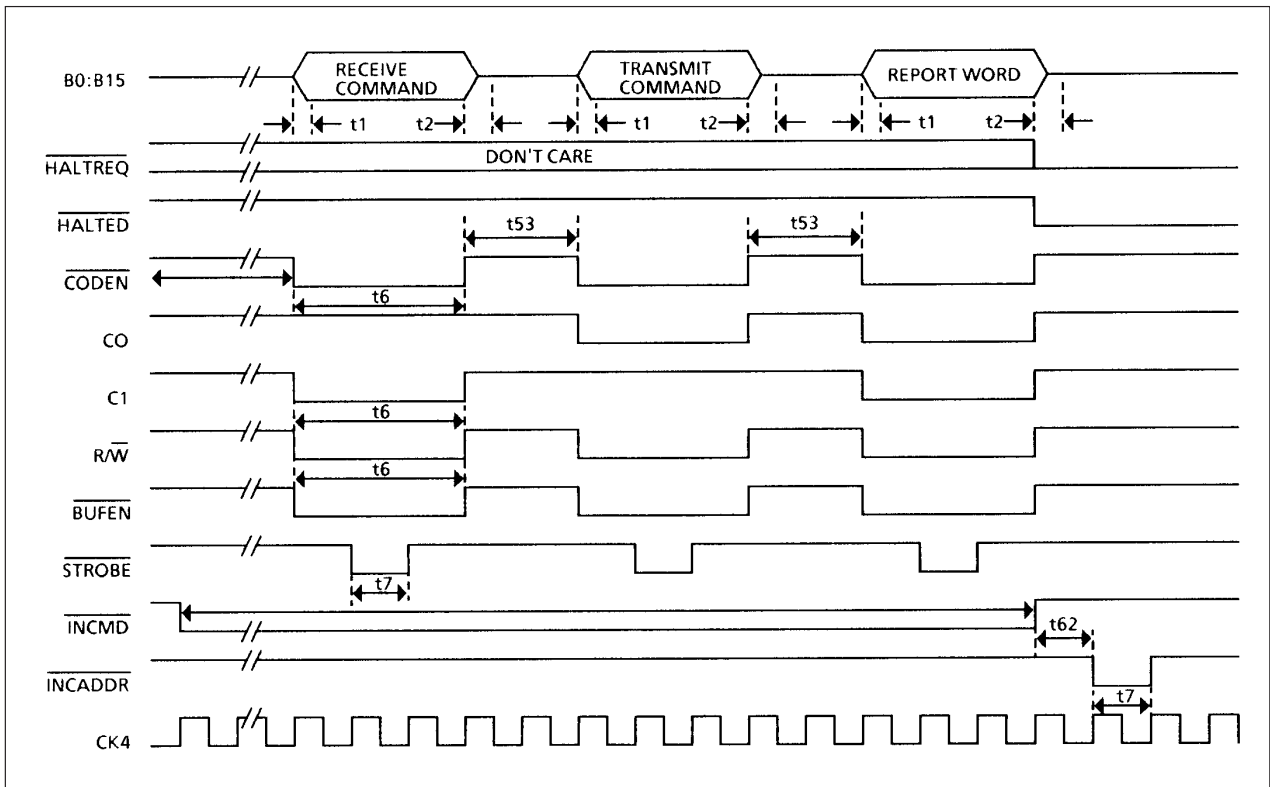 B0:B15
RECEIVE
COMMAND
TRANSMIT
COMMAND
REPORT WORD
t1
t2
t1
t2
t1
t2
HALTREQ
DON'T CARE
HALTED
t53
t53
CODEN
t6
CO
C1
t6
R/W
t6
BUFEN
STROBE
t7
INCMD
t62
INCADDR
t7
CK4